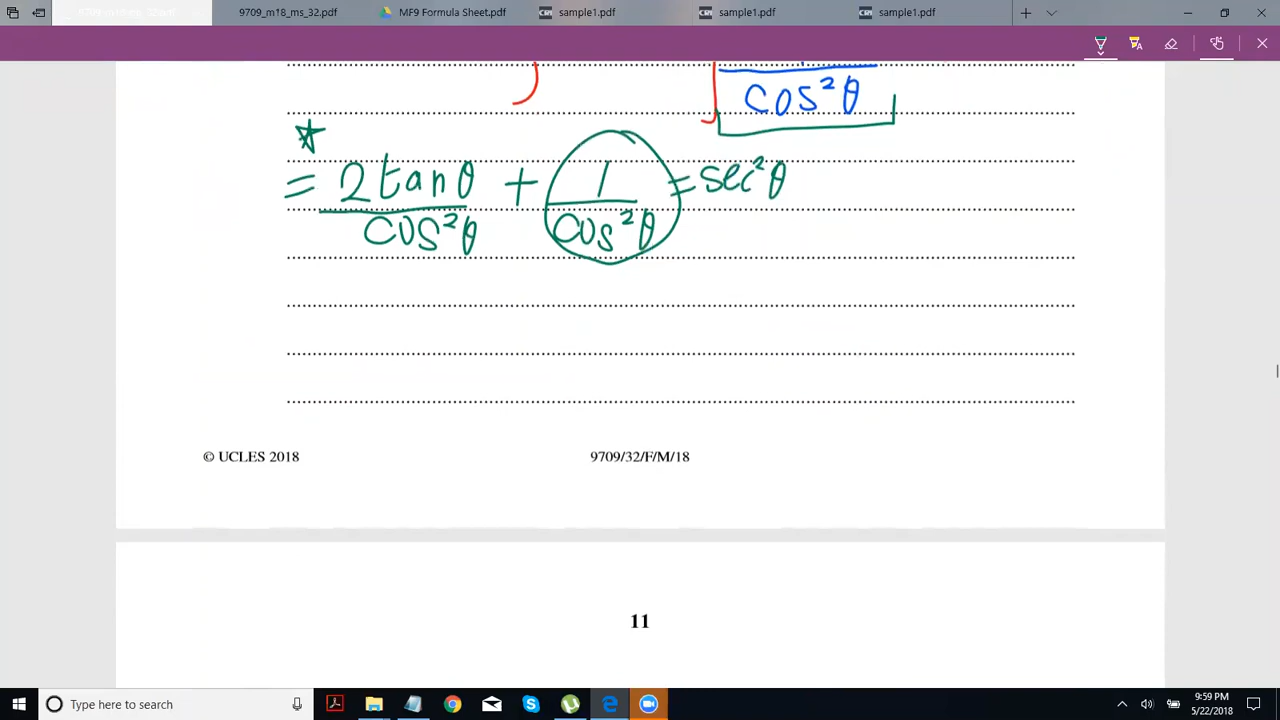 9709_m18_ms_32.pdf MF9 Formula Sheet.pdf sample1.pdf sample1.pdf sample1.pdf
cos²θ
= 2tanθ/cos²θ + 1/cos²θ = sec²θ
© UCLES 2018 9709/32/F/M/18
11
Type here to search
9:59 PM
5/22/2018